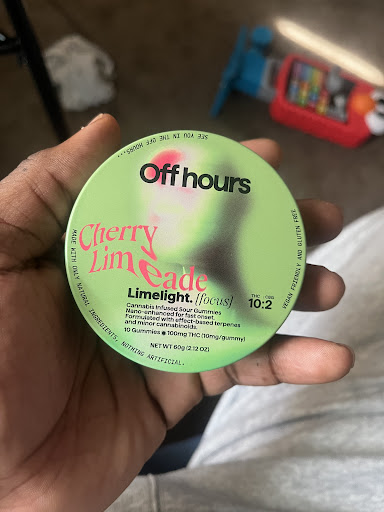 SEE YOU IN THE OFF HOURS...
Off hours
Cherry
Limeade
Limelight. [focus]
Cannabis Infused Sour Gummies
Nano-enhanced for fast onset.
Formulated with effect-based terpenes
and minor cannabinoids.
10 Gummies ● 100mg THC (10mg/gummy)
NET WT 60g (2.12 OZ)
THC CBG
10:2
MADE WITH ONLY NATURAL INGREDIENTS, NOTHING ARTIFICIAL.
VEGAN FRIENDLY AND GLUTEN FREE